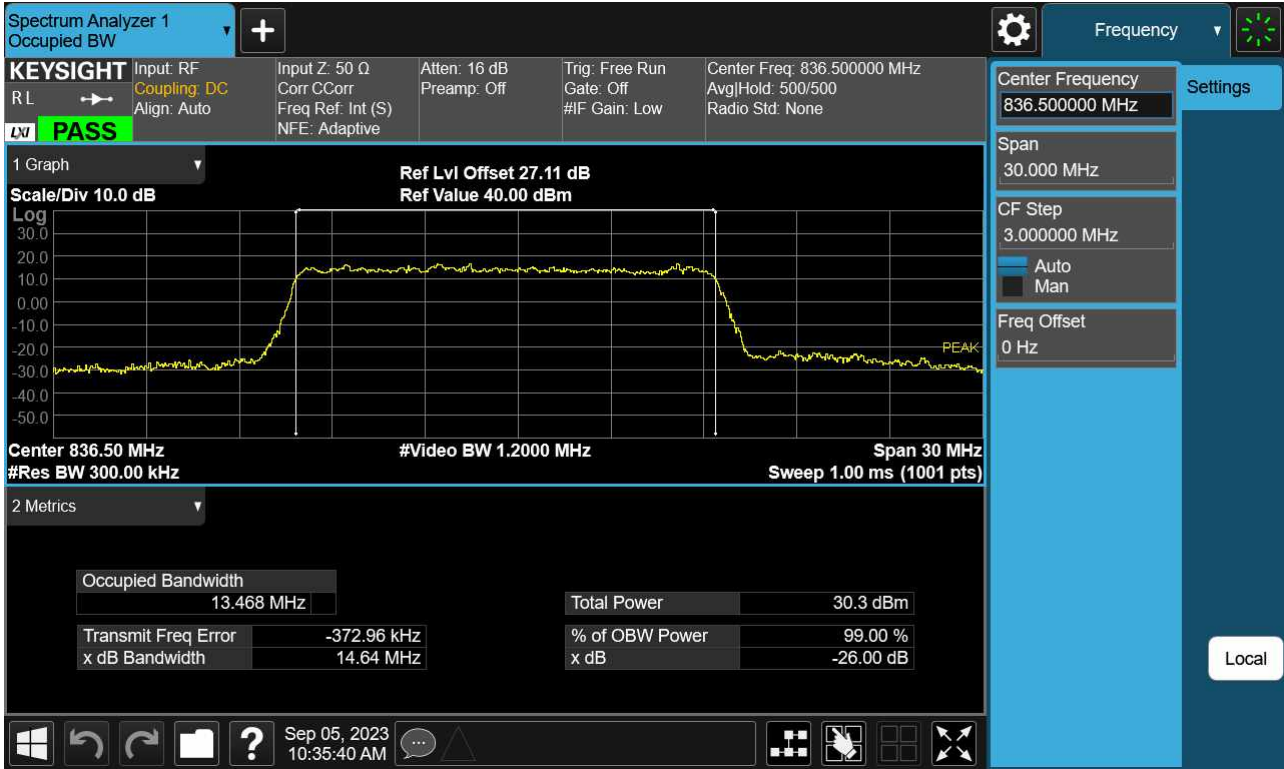 Spectrum Analyzer 1
Occupied BW
Frequency
KEYSIGHT
R L
LXI
PASS
Input: RF
Coupling: DC
Align: Auto
Input Z: 50 Ω
Corr CCorr
Freq Ref: Int (S)
NFE: Adaptive
Atten: 16 dB
Preamp: Off
Trig: Free Run
Gate: Off
#IF Gain: Low
Center Freq: 836.500000 MHz
Avg|Hold: 500/500
Radio Std: None
1 Graph
Scale/Div 10.0 dB
Ref Lvl Offset 27.11 dB
Ref Value 40.00 dBm
Log
30.0
20.0
10.0
0.00
-10.0
-20.0
-30.0
-40.0
-50.0
PEAK
Center 836.50 MHz
#Video BW 1.2000 MHz
Span 30 MHz
#Res BW 300.00 kHz
Sweep 1.00 ms (1001 pts)
2 Metrics
Occupied Bandwidth
13.468 MHz
Transmit Freq Error -372.96 kHz
x dB Bandwidth 14.64 MHz
Total Power 30.3 dBm
% of OBW Power 99.00 %
x dB -26.00 dB
Center Frequency
836.500000 MHz
Span
30.000 MHz
CF Step
3.000000 MHz
Auto
Man
Freq Offset
0 Hz
Settings
Local
?
Sep 05, 2023
10:35:40 AM